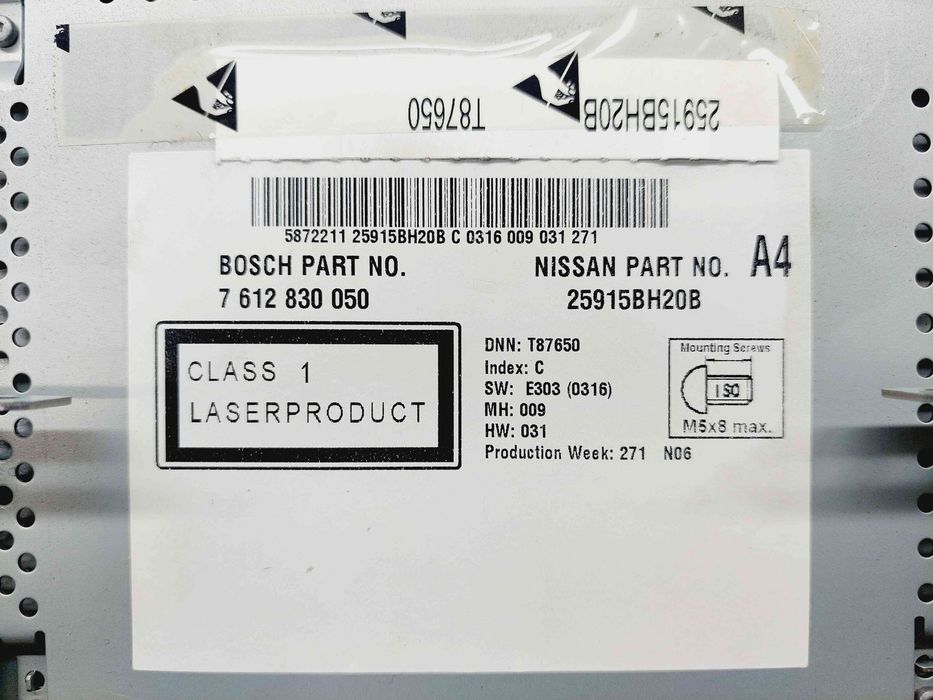 T87650 25915BH20B
5872211 25915BH20B C 0316 009 031 271
BOSCH PART NO.
7 612 830 050
NISSAN PART NO. A4
25915BH20B
CLASS 1
LASERPRODUCT
DNN: T87650
Index: C
SW: E303 (0316)
MH: 009
HW: 031
Production Week: 271 N06
Mounting Screws
ISO
M5x8 max.